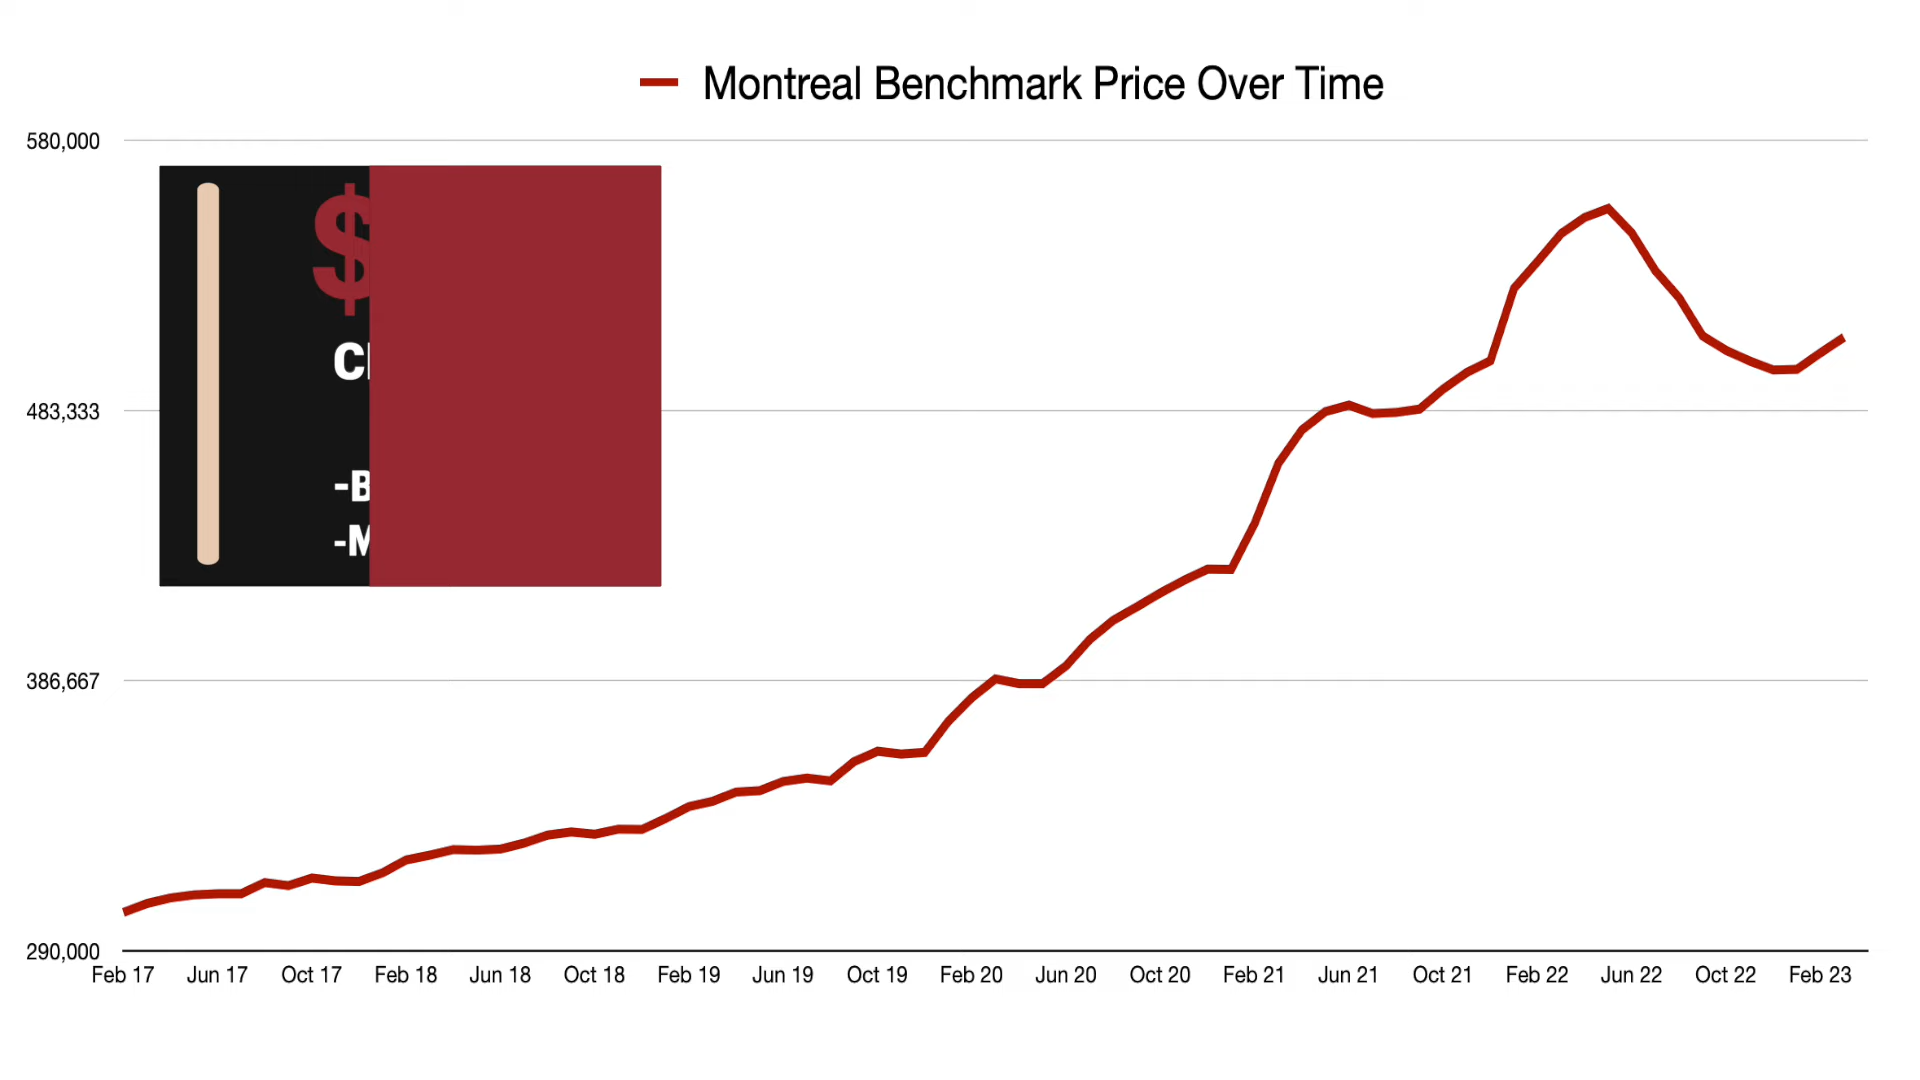 Montreal Benchmark Price Over Time
580,000
$
483,333
386,667
290,000
Feb 17 Jun 17 Oct 17 Feb 18 Jun 18 Oct 18 Feb 19 Jun 19 Oct 19 Feb 20 Jun 20 Oct 20 Feb 21 Jun 21 Oct 21 Feb 22 Jun 22 Oct 22 Feb 23